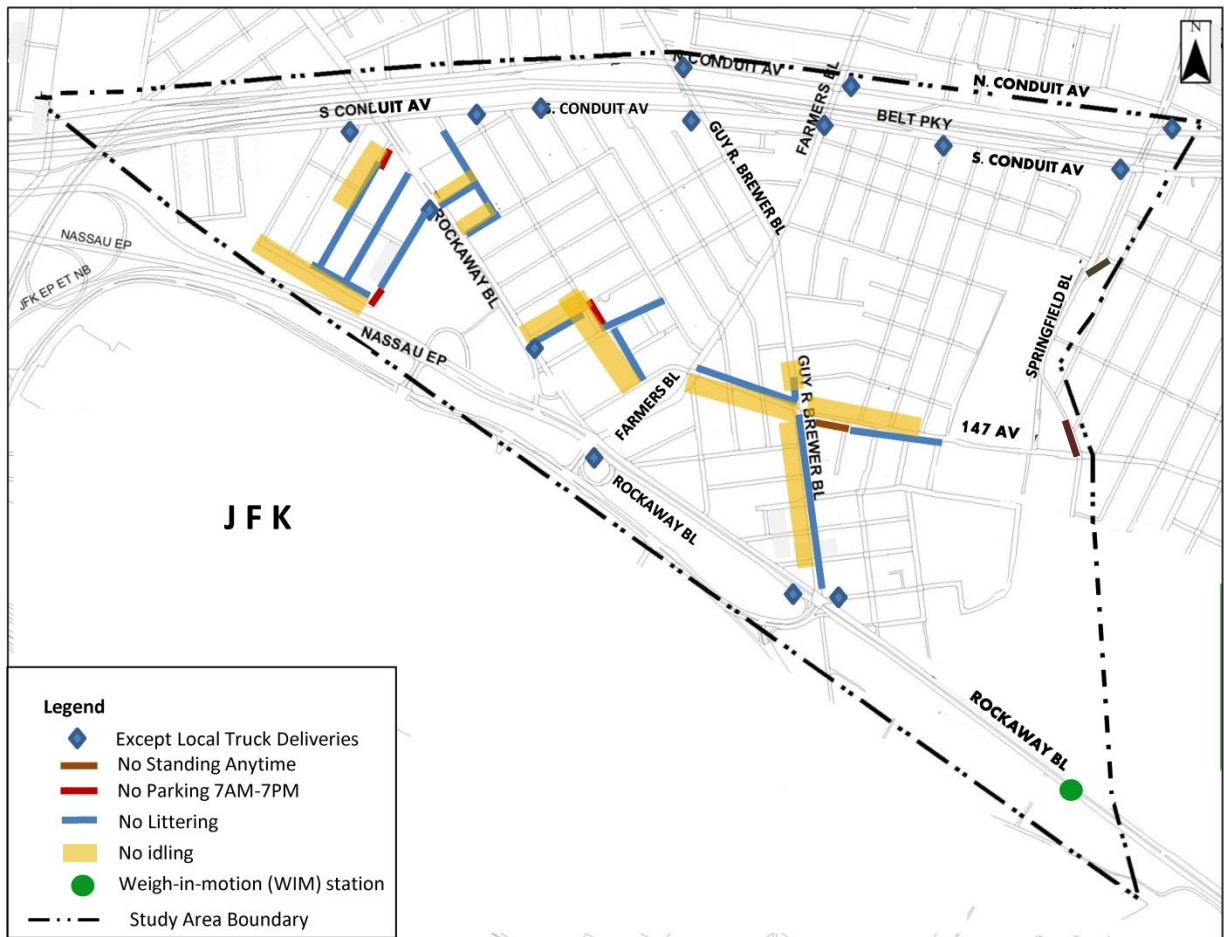 N
N CONDUIT AV
N. CONDUIT AV
FARMERS BL
S CONDUIT AV
S. CONDUIT AV
BELT PKY
GUY R. BREWER BL
S. CONDUIT AV
ROCKAWAY BL
NASSAU EP
JFK EP ET NB
SPRINGFIELD BL
NASSAU EP
FARMERS BL
GUY R BREWER BL
147 AV
ROCKAWAY BL
JFK
ROCKAWAY BL
Legend
Except Local Truck Deliveries
No Standing Anytime
No Parking 7AM-7PM
No Littering
No idling
Weigh-in-motion (WIM) station
Study Area Boundary